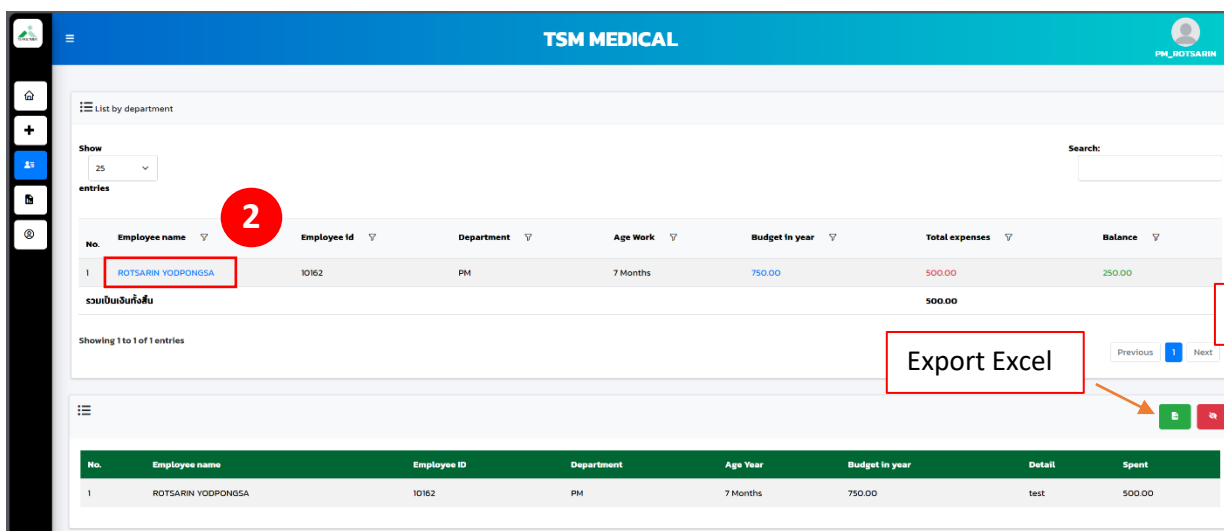 TSM MEDICAL
PM_ROTSARIN
List by department
Show
25
entries
Search:
2
No. Employee name Employee id Department Age Work Budget in year Total expenses Balance
1 ROTSARIN YODPONGSA 10162 PM 7 Months 750.00 500.00 250.00
รวมเป็นเงินทั้งสิ้น 500.00
Showing 1 to 1 of 1 entries
Previous 1 Next
Export Excel
No. Employee name Employee ID Department Age Year Budget in year Detail Spent
1 ROTSARIN YODPONGSA 10162 PM 7 Months 750.00 test 500.00